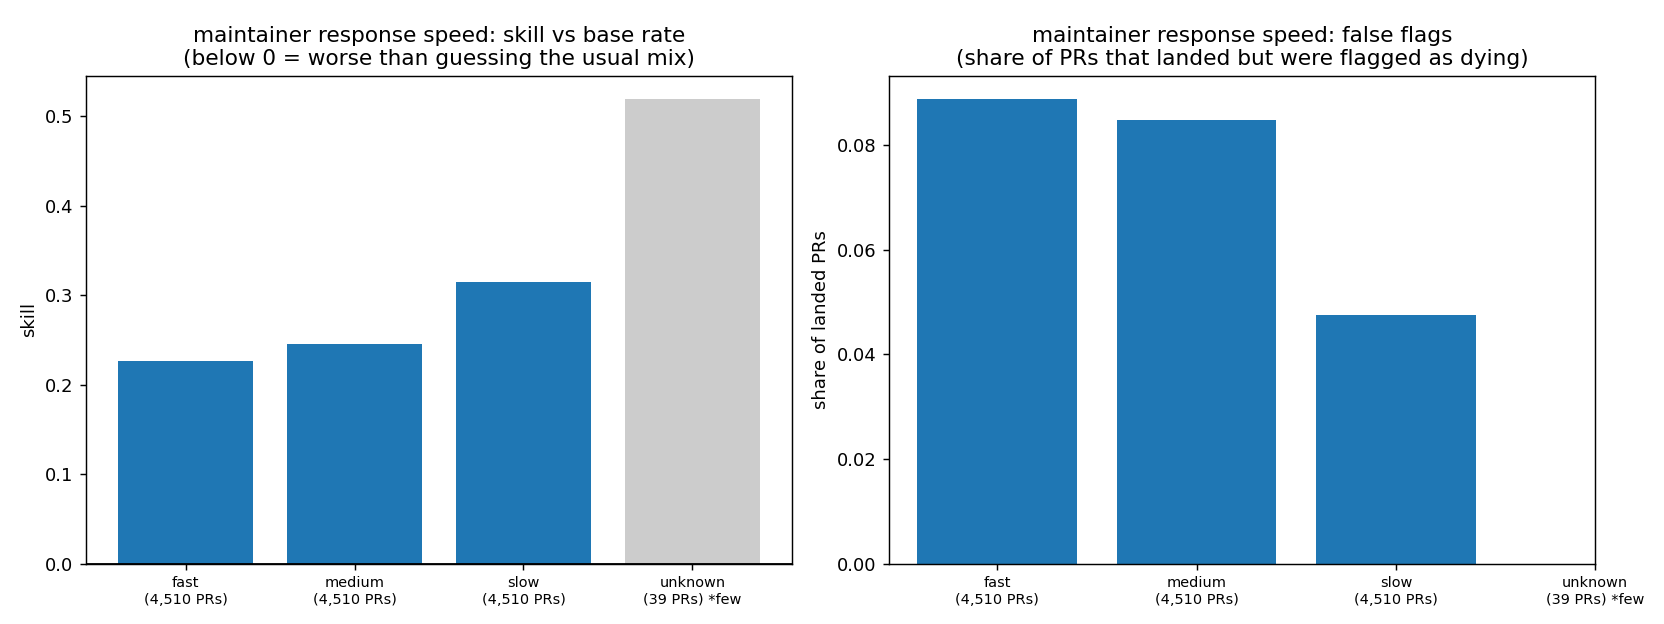 maintainer response speed: skill vs base rate
(below 0 = worse than guessing the usual mix)
skill
0.5
0.4
0.3
0.2
0.1
0.0
fast
(4,510 PRs)
medium
(4,510 PRs)
slow
(4,510 PRs)
unknown
(39 PRs) *few
maintainer response speed: false flags
(share of PRs that landed but were flagged as dying)
share of landed PRs
0.08
0.06
0.04
0.02
0.00
fast
(4,510 PRs)
medium
(4,510 PRs)
slow
(4,510 PRs)
unknown
(39 PRs) *few